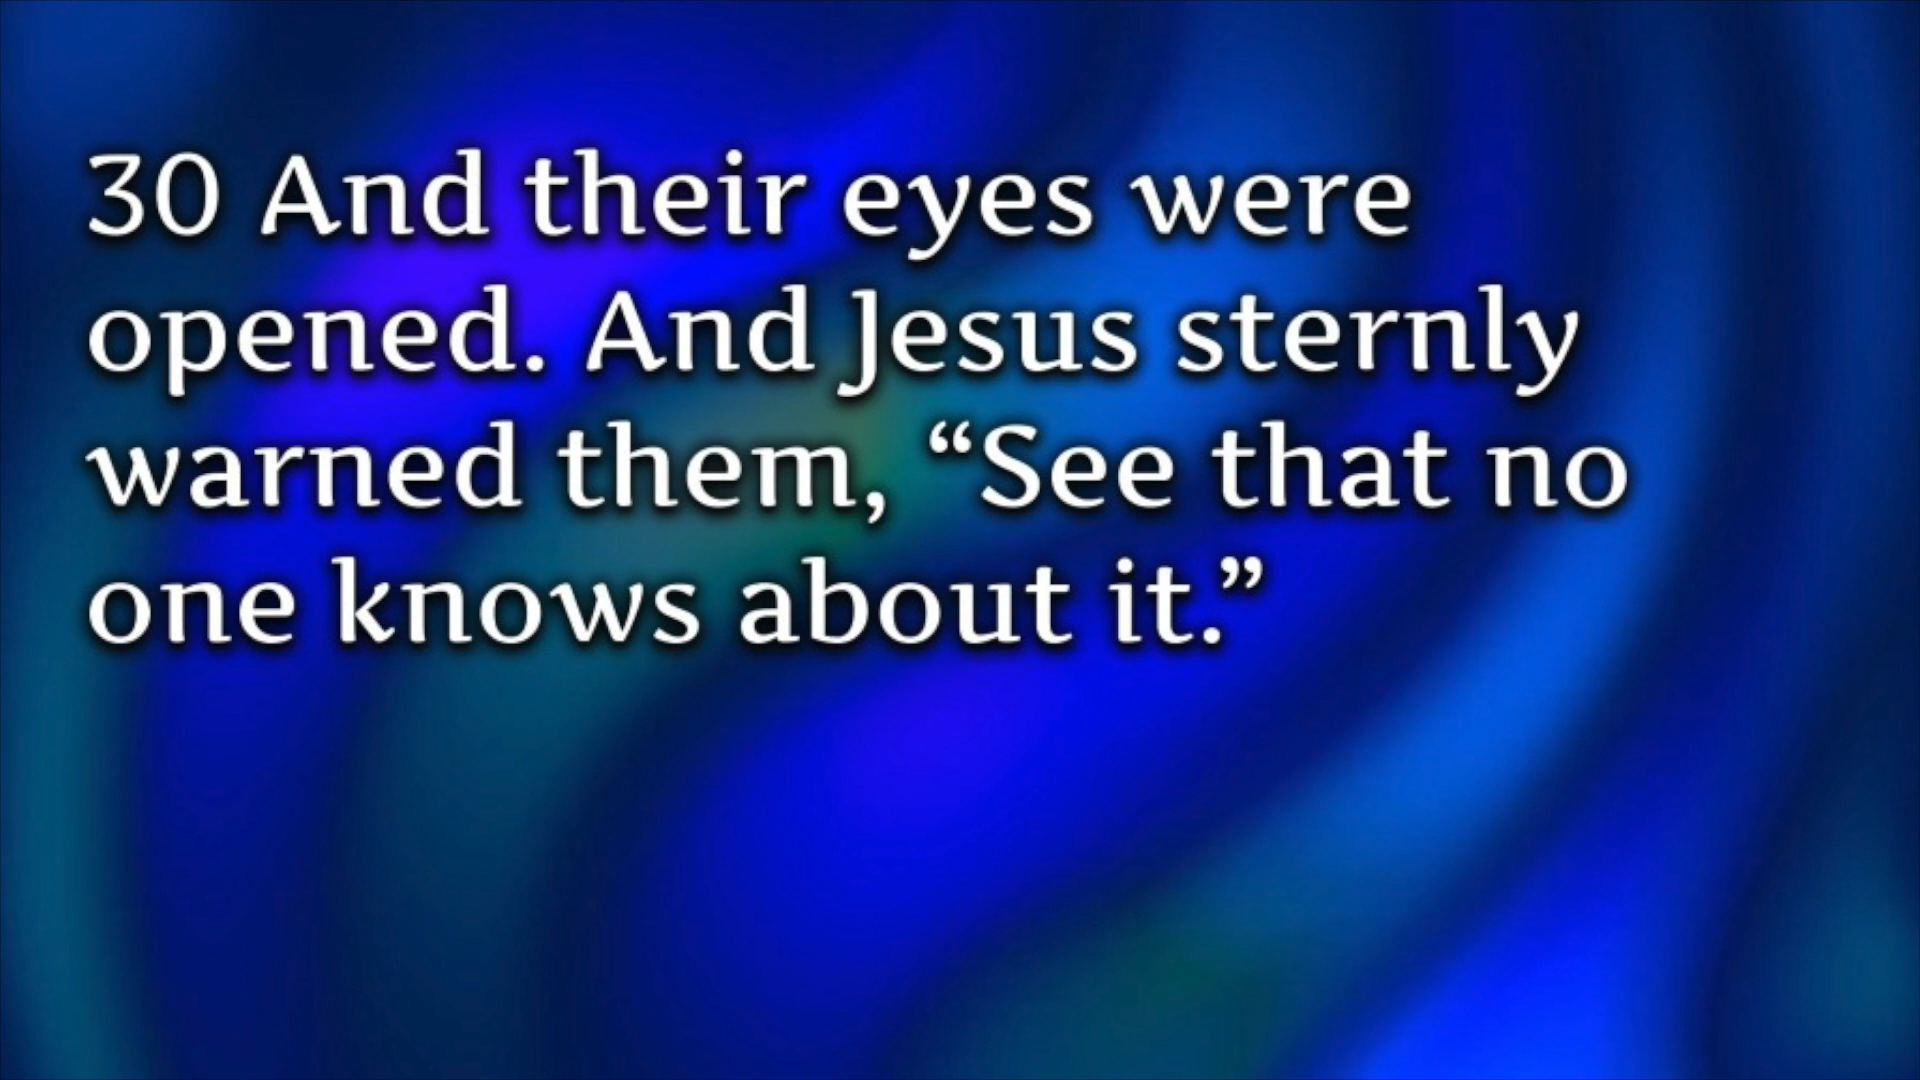 30 And their eyes were
opened. And Jesus sternly
warned them, “See that no
one knows about it.”